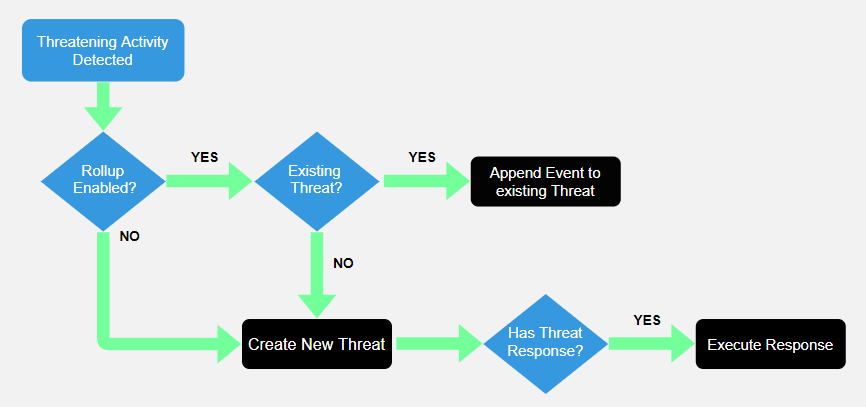 Threatening Activity
Detected
Rollup
Enabled?
YES
Existing
Threat?
YES
Append Event to
existing Threat
NO
NO
Create New Threat
Has Threat
Response?
YES
Execute Response